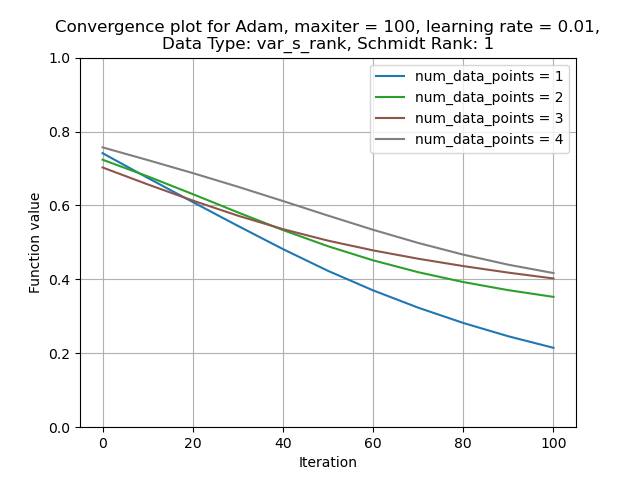 Convergence plot for Adam, maxiter = 100, learning rate = 0.01,
Data Type: var_s_rank, Schmidt Rank: 1
num_data_points = 1
num_data_points = 2
num_data_points = 3
num_data_points = 4
1.0
0.8
0.6
0.4
0.2
0.0
Function value
0 20 40 60 80 100
Iteration